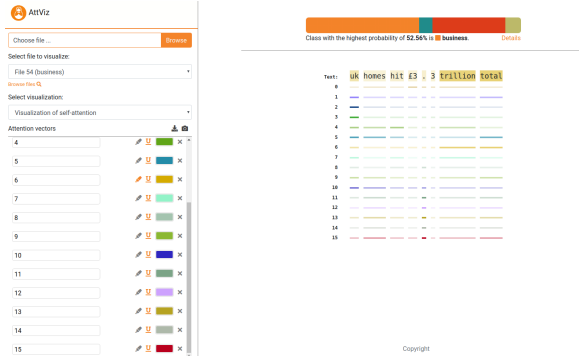 AttViz
Choose file ...
Browse
Select file to visualize:
File 54 (business)
Browse files
Select visualization:
Visualization of self-attention
Attention vectors
4
5
6
7
8
9
10
11
12
13
14
15
Class with the highest probability of 52.56% is business.
Details
Text: uk homes hit £3 . 3 trillion total
0
1
2
3
4
5
6
7
8
9
10
11
12
13
14
15
Copyright